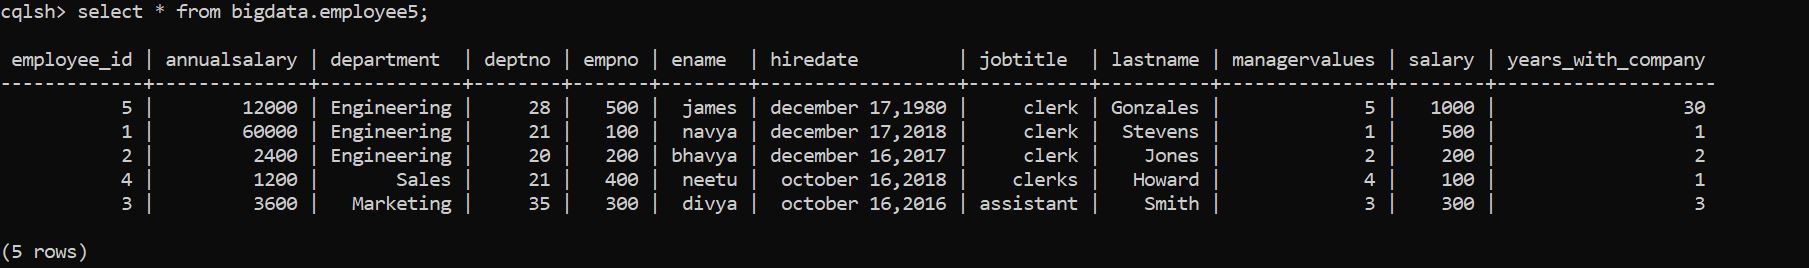 cqlsh> select * from bigdata.employee5;
employee_id | annualsalary | department | deptno | empno | ename | hiredate | jobtitle | lastname | managervalues | salary | years_with_company
-------------+--------------+-------------+--------+-------+--------+------------------+-----------+----------+---------------+--------+--------------------
5 | 12000 | Engineering | 28 | 500 | james | december 17,1980 | clerk | Gonzales | 5 | 1000 | 30
1 | 60000 | Engineering | 21 | 100 | navya | december 17,2018 | clerk | Stevens | 1 | 500 | 1
2 | 2400 | Engineering | 20 | 200 | bhavya | december 16,2017 | clerk | Jones | 2 | 200 | 2
4 | 1200 | Sales | 21 | 400 | neetu | october 16,2018 | clerks | Howard | 4 | 100 | 1
3 | 3600 | Marketing | 35 | 300 | divya | october 16,2016 | assistant | Smith | 3 | 300 | 3
(5 rows)